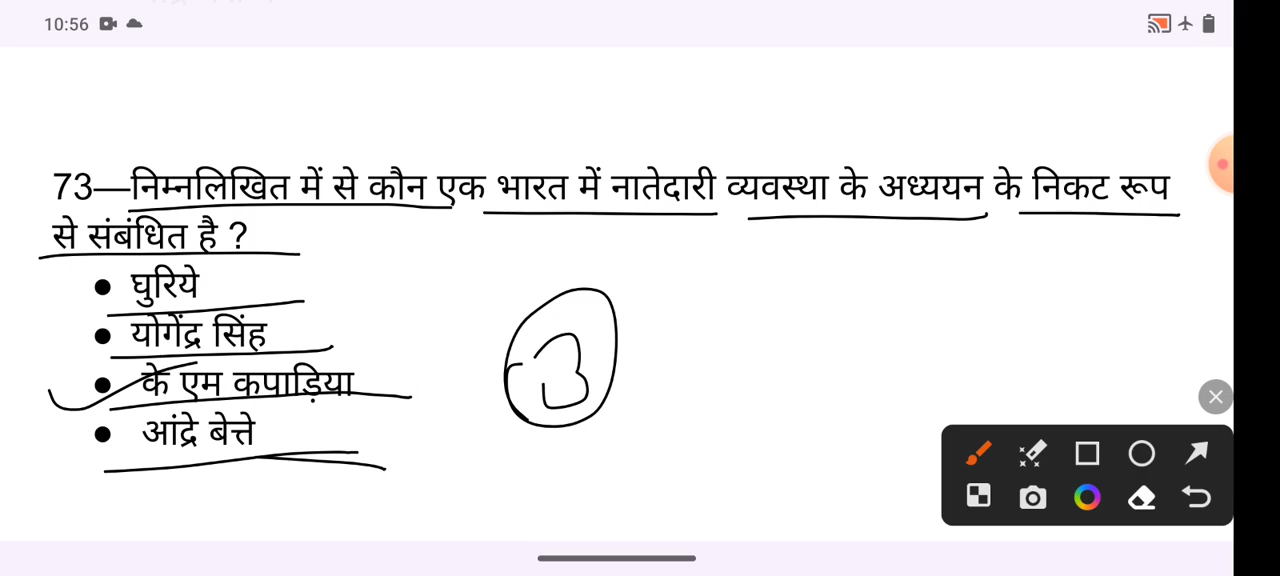 10:56
73—निम्नलिखित में से कौन एक भारत में नातेदारी व्यवस्था के अध्ययन के निकट रूप
से संबंधित है ?
● घुरिये
● योगेंद्र सिंह
● के एम कपाड़िया
● आंद्रे बेत्ते
3